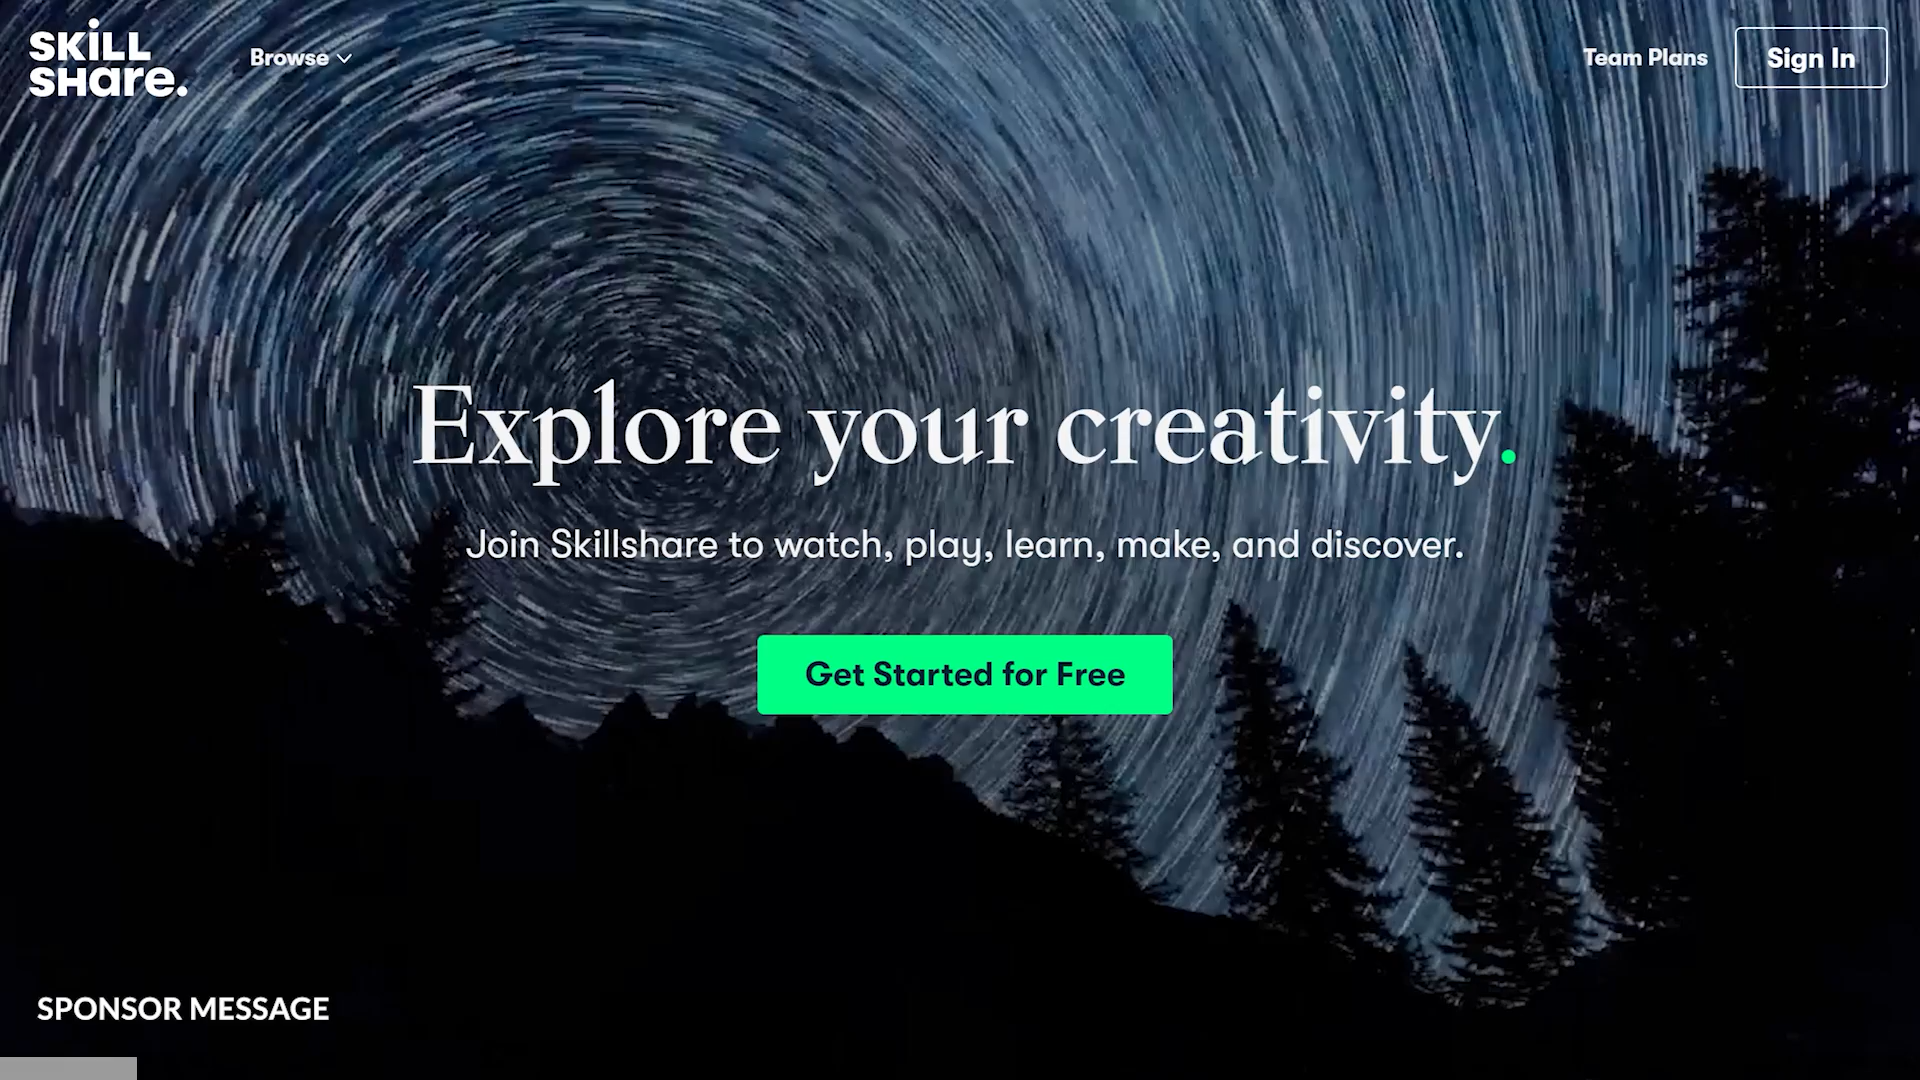 SKiLL
SHare.
Browse
Team Plans
Sign In
Explore your creativity.
Join Skillshare to watch, play, learn, make, and discover.
Get Started for Free
SPONSOR MESSAGE